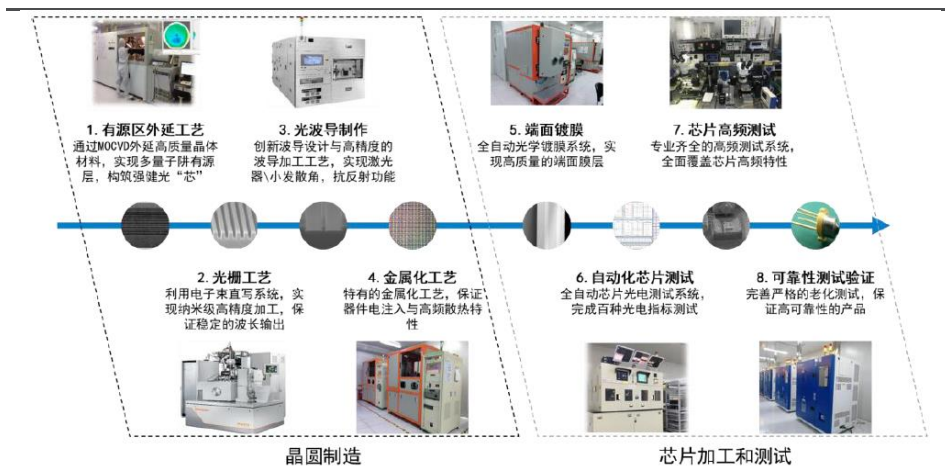 1. 有源区外延工艺
通过MOCVD外延高质量晶体
材料，实现多量子阱有源
层，构筑强健光“芯”
3. 光波导制作
创新波导设计与高精度的
波导加工工艺，实现激光
器\小发散角，抗反射功能
5. 端面镀膜
全自动光学镀膜系统，实
现高质量的端面膜层
7. 芯片高频测试
专业齐全的高频测试系统，
全面覆盖芯片高频特性
2. 光栅工艺
利用电子束直写系统，实
现纳米级高精度加工，保
证稳定的波长输出
4. 金属化工艺
特有的金属化工艺，保证
器件电注入与高频散热特
性
6. 自动化芯片测试
全自动芯片光电测试系统，
完成百种光电指标测试
8. 可靠性测试验证
完善严格的老化测试，保
证高可靠性的产品
晶圆制造
芯片加工和测试